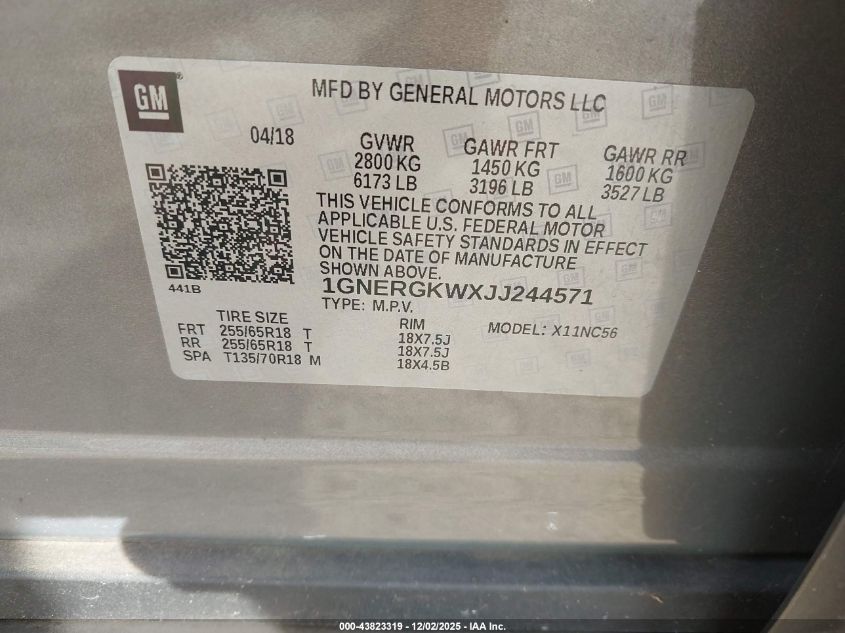 GM
MFD BY GENERAL MOTORS LLC
04/18
GVWR
2800 KG
6173 LB
GAWR FRT
1450 KG
3196 LB
GAWR RR
1600 KG
3527 LB
THIS VEHICLE CONFORMS TO ALL
APPLICABLE U.S. FEDERAL MOTOR
VEHICLE SAFETY STANDARDS IN EFFECT
ON THE DATE OF MANUFACTURE
SHOWN ABOVE.
441B
1GNERGKWXJJ244571
TYPE: M.P.V.
TIRE SIZE RIM MODEL: X11NC56
FRT 255/65R18 T 18X7.5J
RR 255/65R18 T 18X7.5J
SPA T135/70R18 M 18X4.5B
000-43823319 - 12/02/2025 - IAA Inc.